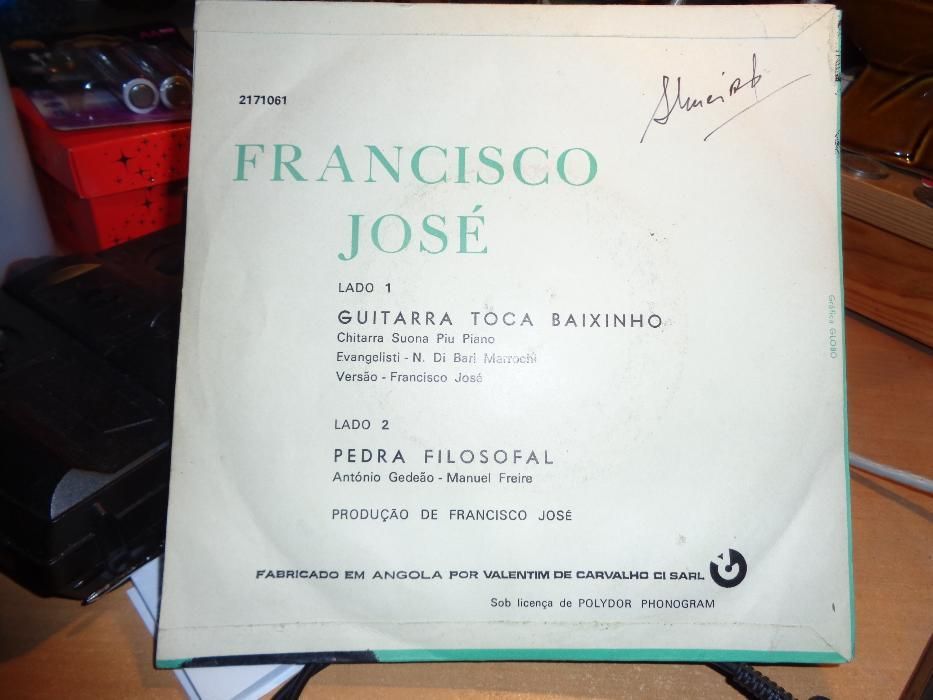 2171061
FRANCISCO
JOSÉ
LADO 1
GUITARRA TOCA BAIXINHO
Chitarra Suona Piu Piano
Evangelisti - N. Di Bari Marrochi
Versão - Francisco José
LADO 2
PEDRA FILOSOFAL
António Gedeão - Manuel Freire
PRODUÇÃO DE FRANCISCO JOSÉ
FABRICADO EM ANGOLA POR VALENTIM DE CARVALHO CI SARL
Sob licença de POLYDOR PHONOGRAM
Gráfica GLOBO